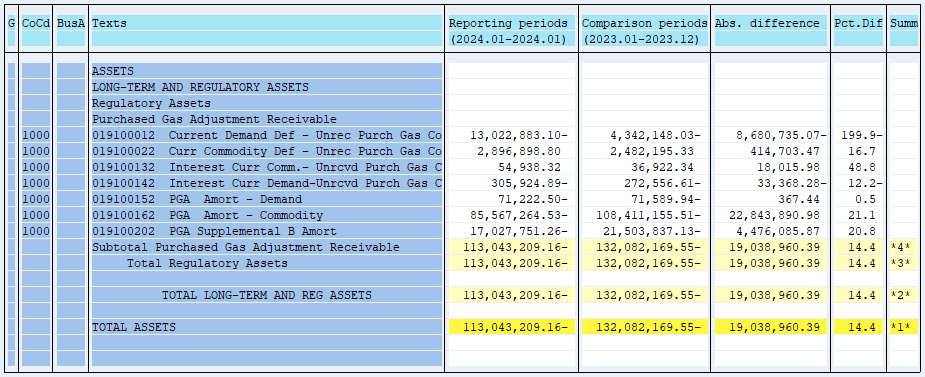 G CoCd BusA Texts Reporting periods Comparison periods Abs. difference Pct.Dif Summ
(2024.01-2024.01) (2023.01-2023.12)
ASSETS
LONG-TERM AND REGULATORY ASSETS
Regulatory Assets
Purchased Gas Adjustment Receivable
1000 019100012 Current Demand Def - Unrec Purch Gas Co 13,022,883.10- 4,342,148.03- 8,680,735.07- 199.9-
1000 019100022 Curr Commodity Def - Unrec Purch Gas Co 2,896,898.80 2,482,195.33 414,703.47 16.7
1000 019100132 Interest Curr Comm.- Unrcvd Purch Gas C 54,938.32 36,922.34 18,015.98 48.8
1000 019100142 Interest Curr Demand-Unrcvd Purch Gas C 305,924.89- 272,556.61- 33,368.28- 12.2-
1000 019100152 PGA Amort - Demand 71,222.50- 71,589.94- 367.44 0.5
1000 019100162 PGA Amort - Commodity 85,567,264.53- 108,411,155.51- 22,843,890.98 21.1
1000 019100202 PGA Supplemental B Amort 17,027,751.26- 21,503,837.13- 4,476,085.87 20.8
Subtotal Purchased Gas Adjustment Receivable 113,043,209.16- 132,082,169.55- 19,038,960.39 14.4 *4*
Total Regulatory Assets 113,043,209.16- 132,082,169.55- 19,038,960.39 14.4 *3*
TOTAL LONG-TERM AND REG ASSETS 113,043,209.16- 132,082,169.55- 19,038,960.39 14.4 *2*
TOTAL ASSETS 113,043,209.16- 132,082,169.55- 19,038,960.39 14.4 *1*